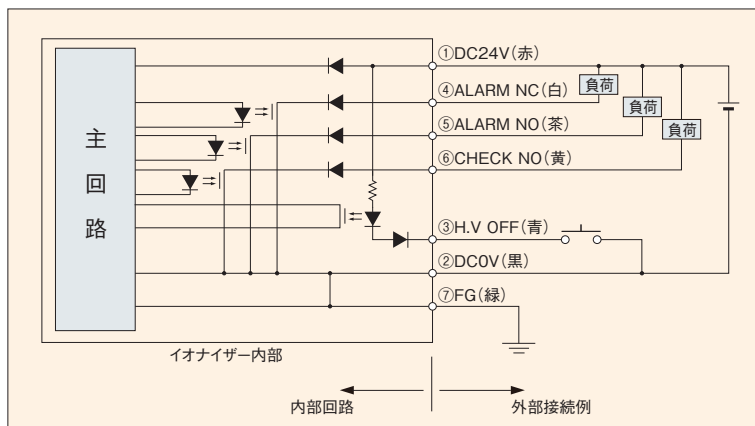 ①DC24V(赤)
負荷
④ALARM NC(白)
負荷
⑤ALARM NO(茶)
負荷
⑥CHECK NO(黄)
主回路
③H.V OFF(青)
②DC0V(黒)
⑦FG(緑)
イオナイザー内部
内部回路
外部接続例